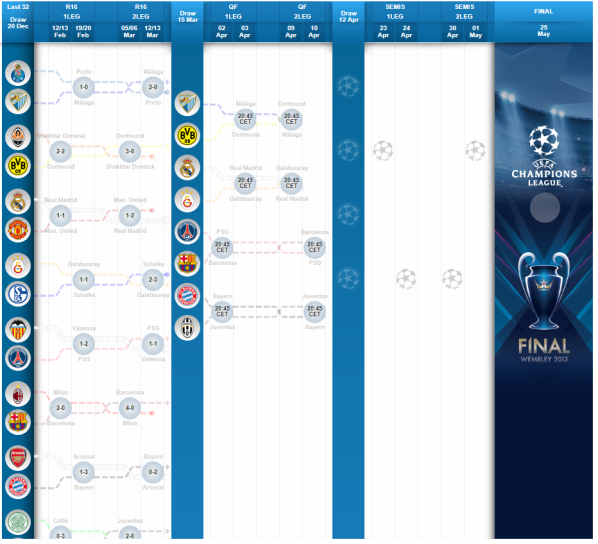 Last 32 R16 R16 Draw QF QF Draw SEMIS SEMIS FINAL
Draw 1LEG 2LEG 15 Mar 1LEG 2LEG 12 Apr 1LEG 2LEG 25
20 Dec 12/13 19/20 05/06 12/13 02 03 09 10 23 24 30 01 May
Feb Feb Mar Mar Apr Apr Apr Apr Apr Apr Apr May
Porto Málaga
1-0 2-0
Málaga Porto
Málaga Dortmund
20:45 20:45
CET CET
Dortmund Málaga
Shakhtar Donetsk Dortmund
2-2 3-0
Dortmund Shakhtar Donetsk
Real Madrid Galatasaray
20:45 20:45
CET CET
Galatasaray Real Madrid
UEFA
CHAMPIONS
LEAGUE
Real Madrid Man. United
1-1 1-2
Man. United Real Madrid
PSG Barcelona
20:45 20:45
CET CET
Barcelona PSG
Galatasaray Schalke
1-1 2-3
Schalke Galatasaray
Bayern Juventus
20:45 20:45
CET CET
Juventus Bayern
Valencia PSG
1-2 1-1
PSG Valencia
FINAL
WEMBLEY 2013
Milan Barcelona
2-0 4-0
Barcelona Milan
Arsenal Bayern
1-3 0-2
Bayern Arsenal
Celtic Juventus
0-3 2-0
BVB
09